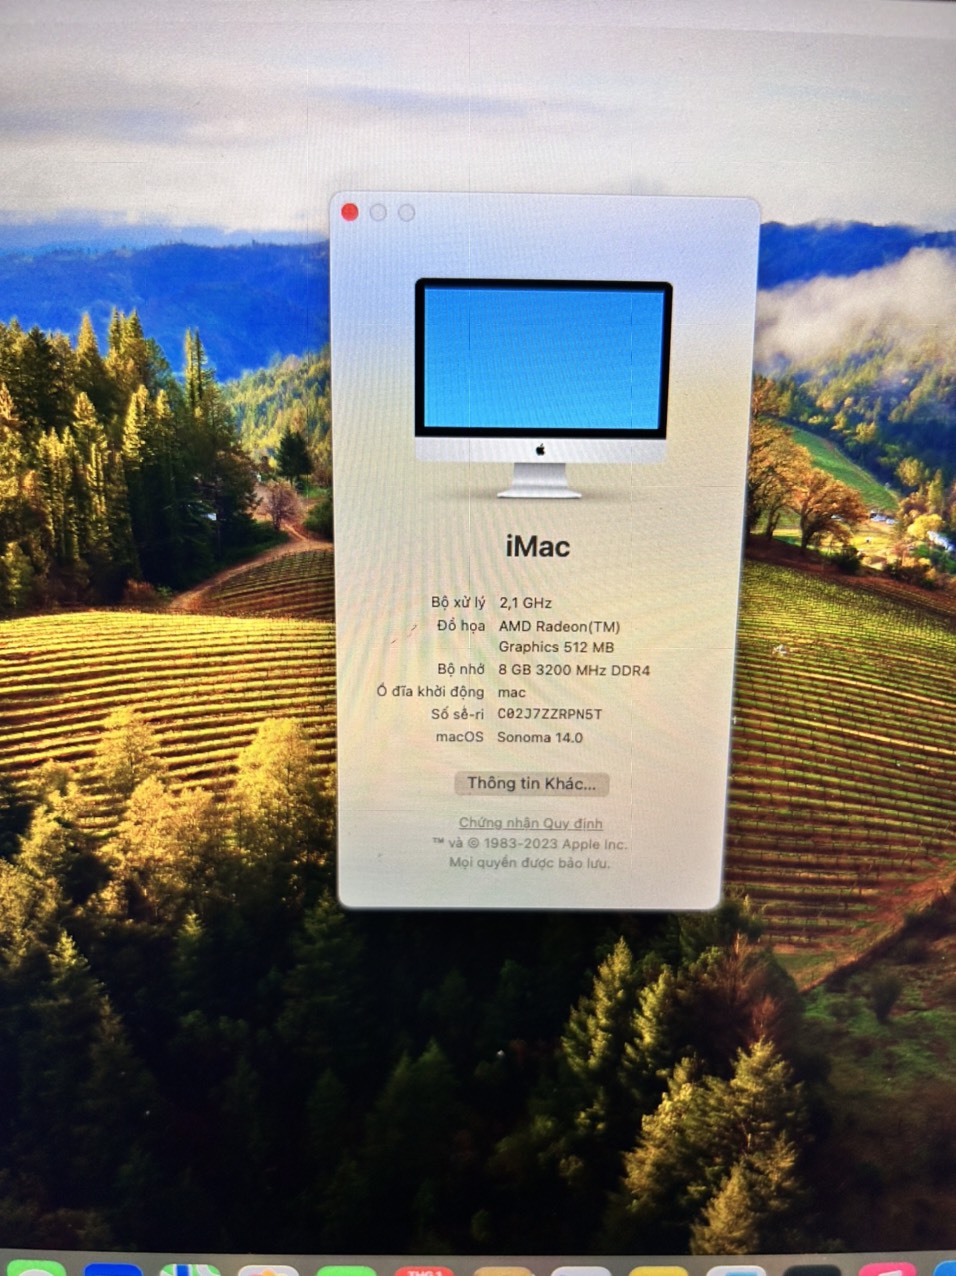 iMac
Bộ xử lý 2,1 GHz
Đồ họa AMD Radeon(TM)
Graphics 512 MB
Bộ nhớ 8 GB 3200 MHz DDR4
Ổ đĩa khởi động mac
Số sê-ri C02J7ZZRPN5T
macOS Sonoma 14.0
Thông tin Khác...
Chứng nhận Quy định
™ và © 1983-2023 Apple Inc.
Mọi quyền được bảo lưu.